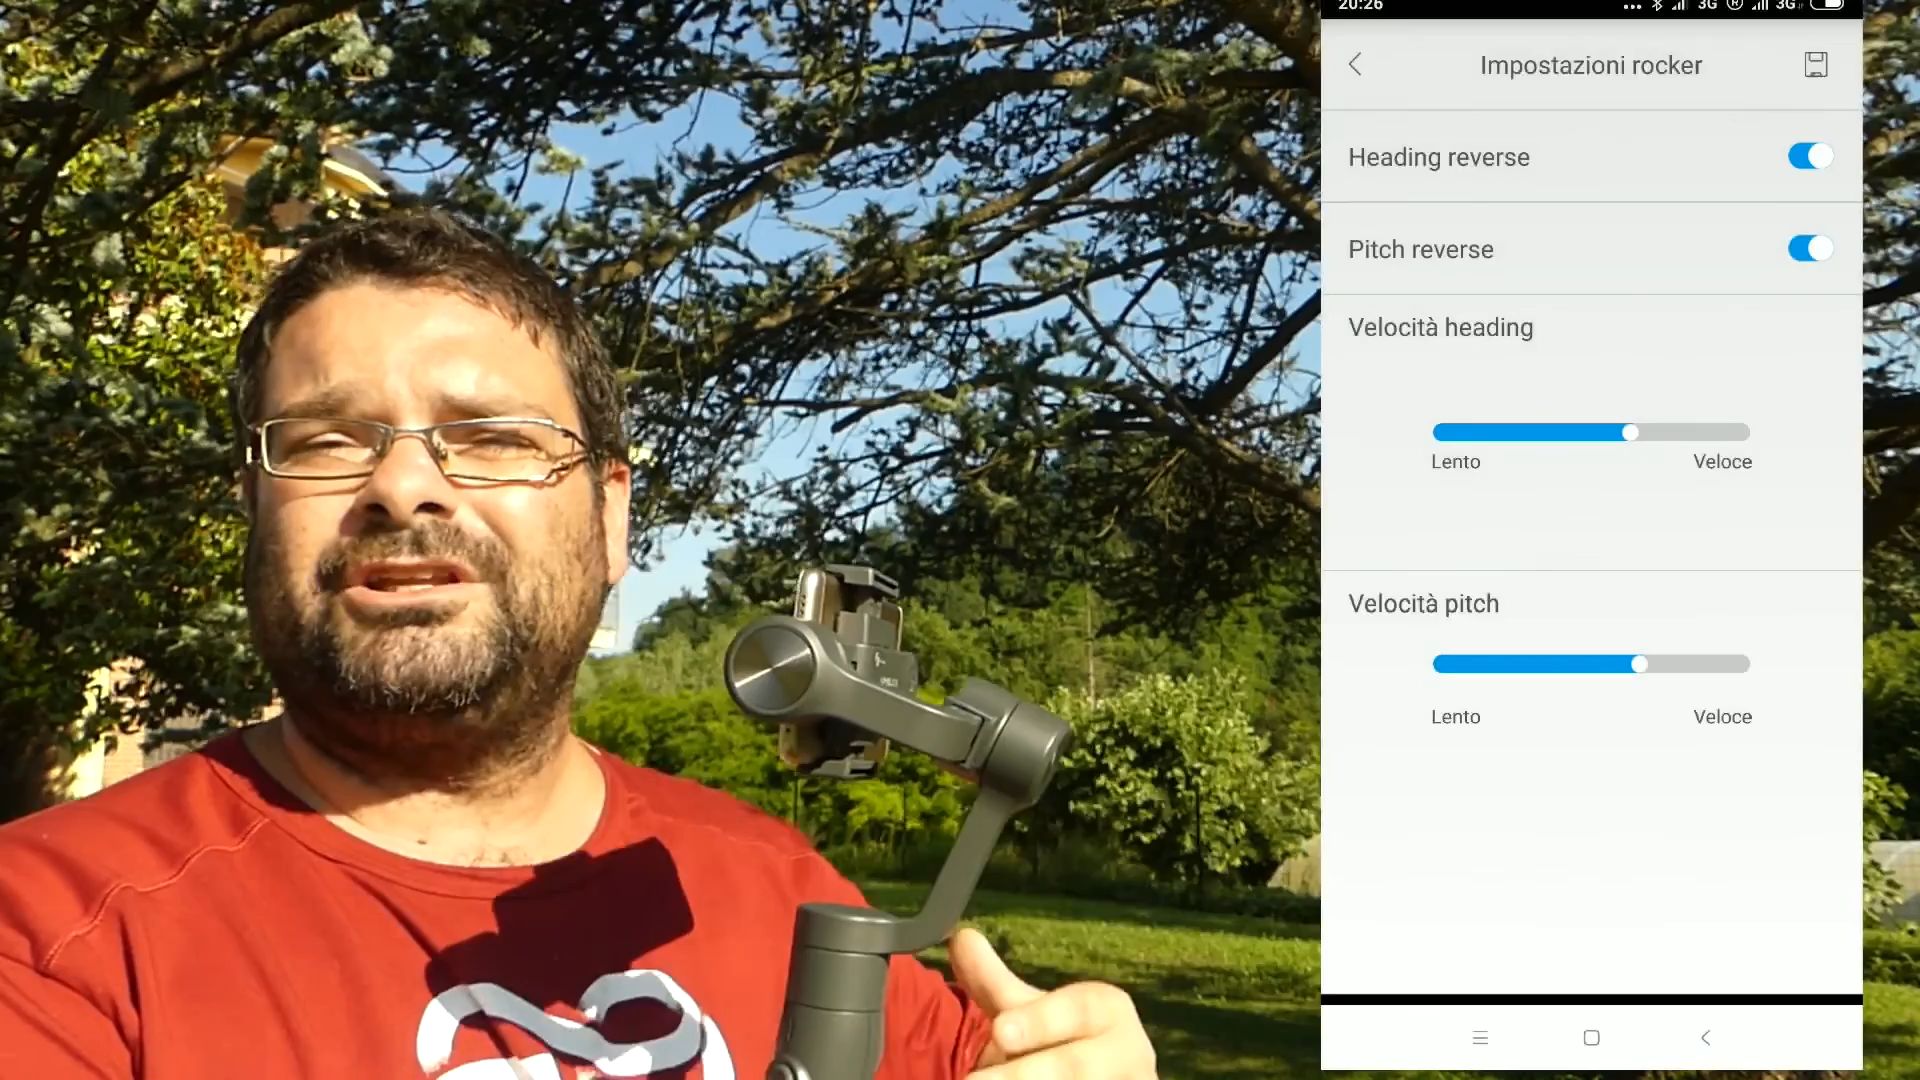 20:26
3G
3G
Impostazioni rocker
Heading reverse
Pitch reverse
Velocità heading
Lento
Veloce
Velocità pitch
Lento
Veloce